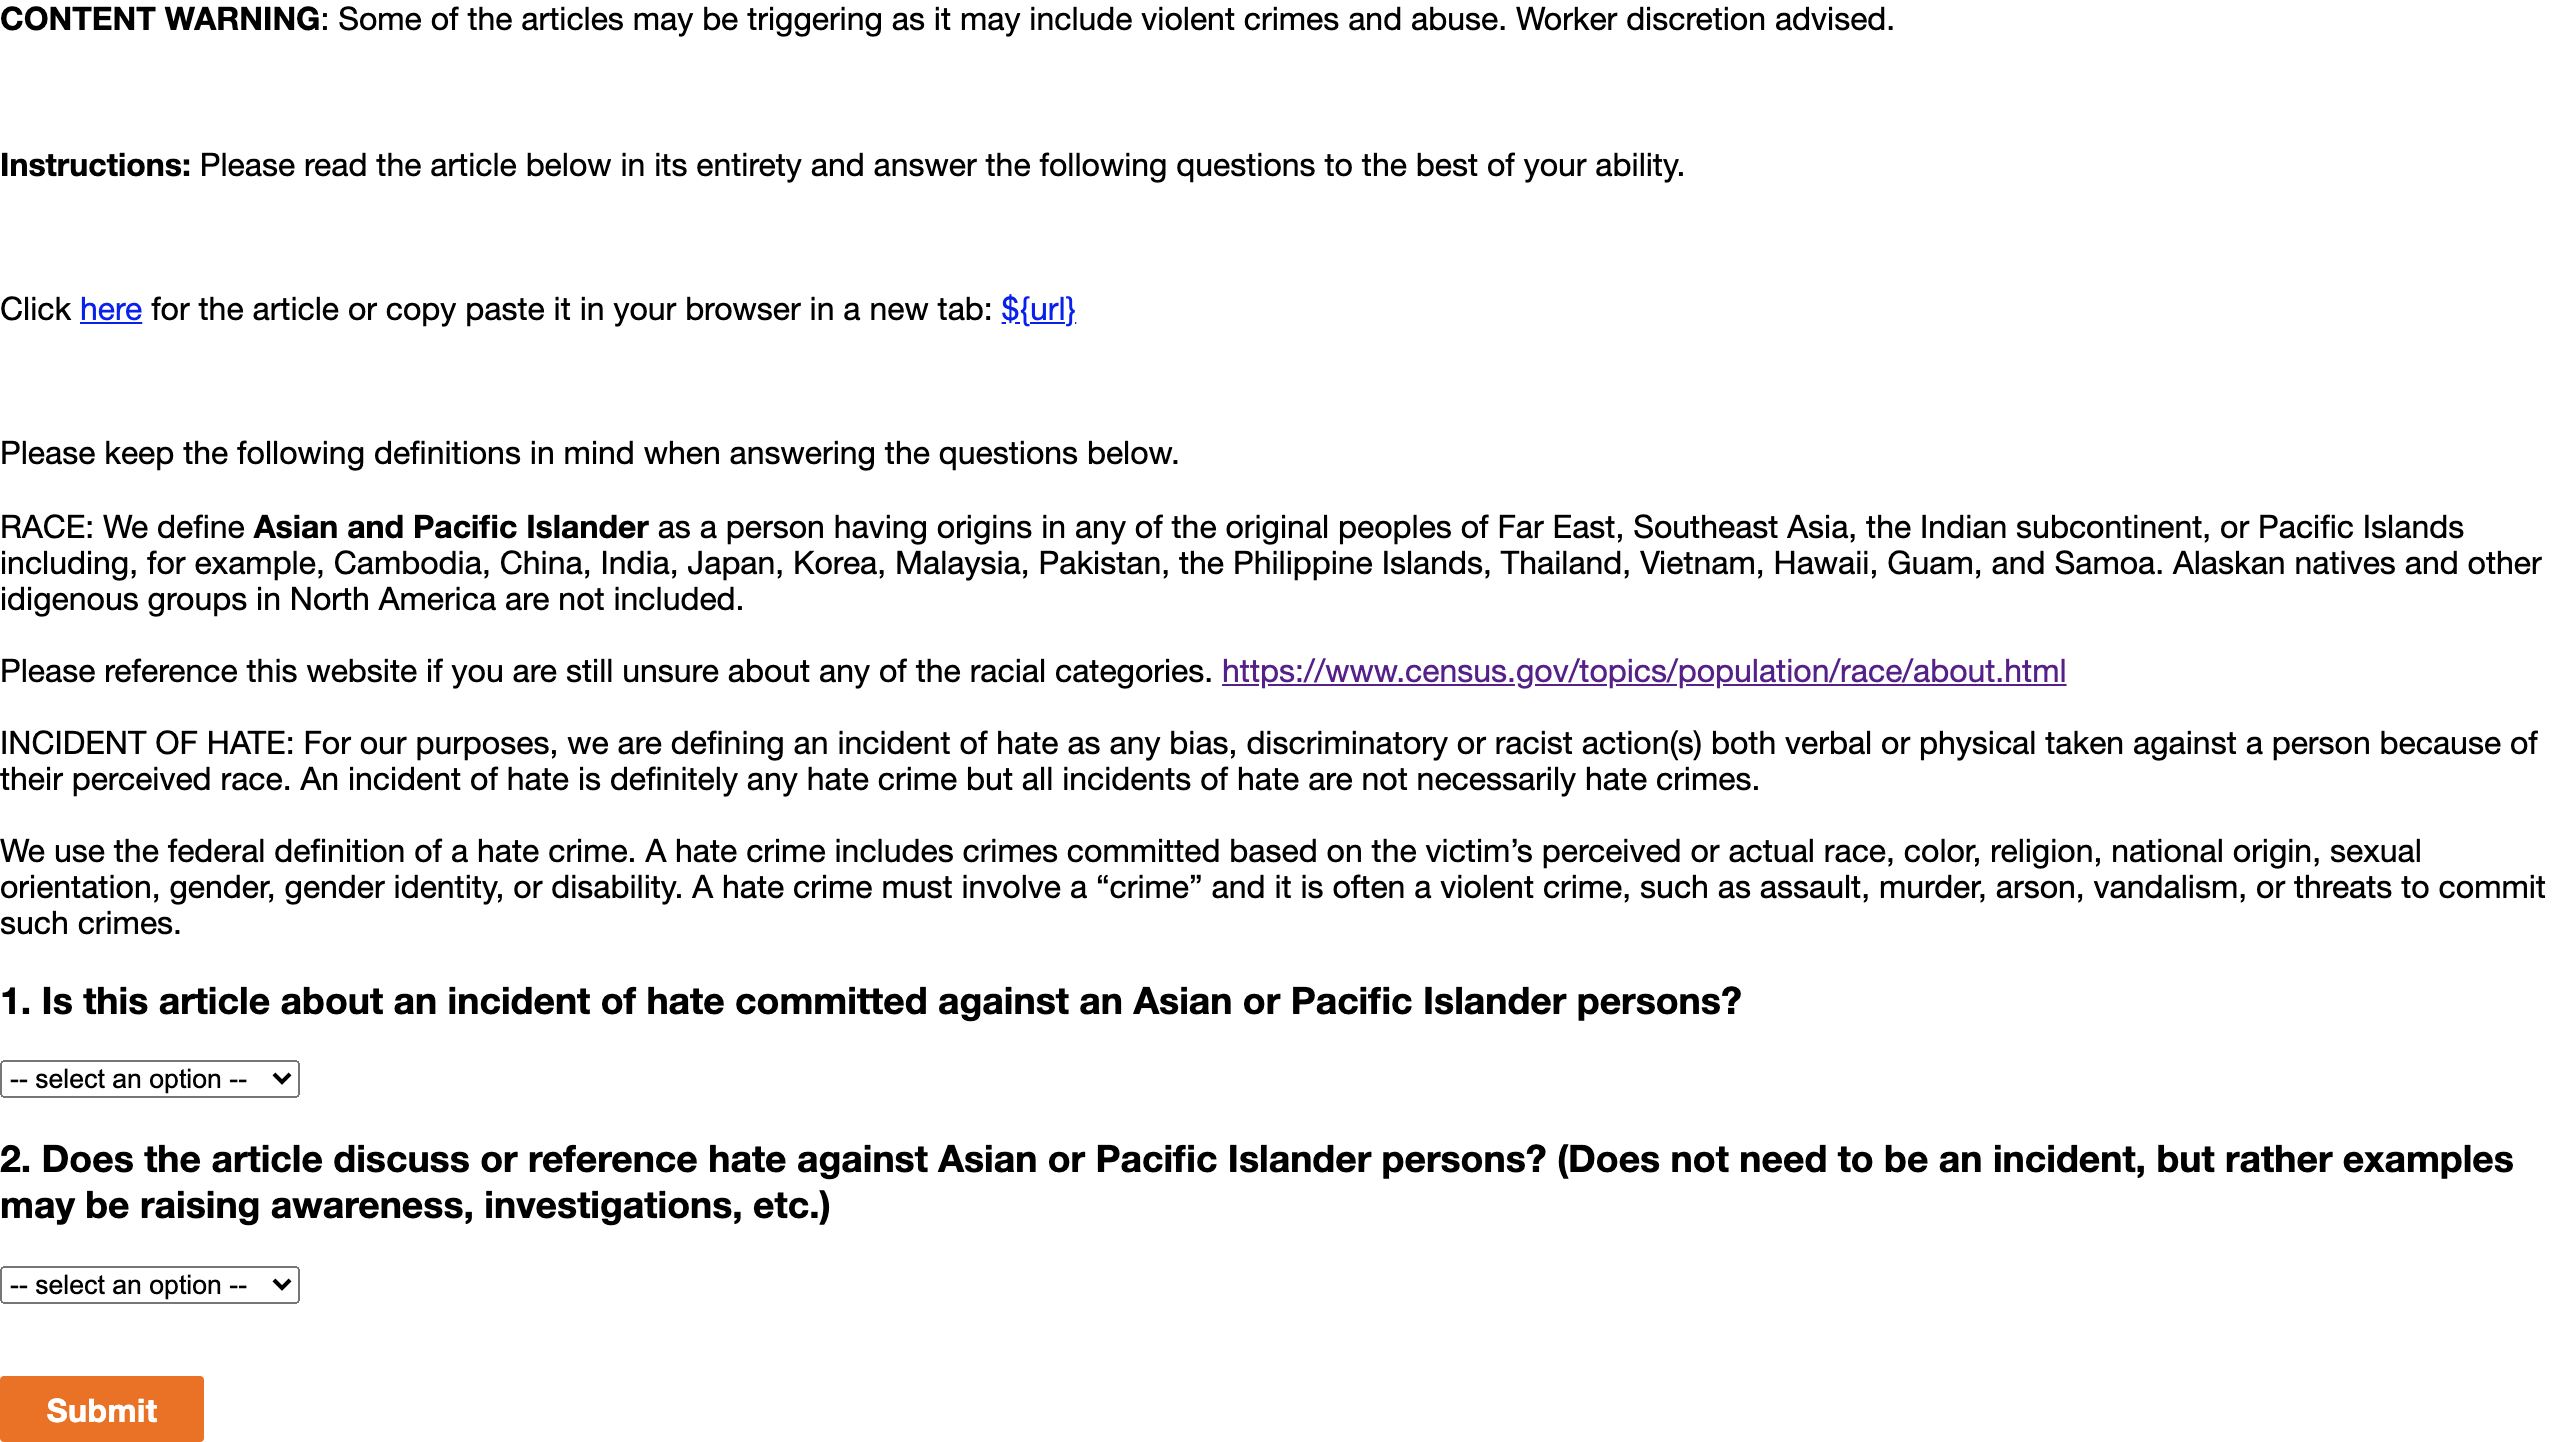 CONTENT WARNING: Some of the articles may be triggering as it may include violent crimes and abuse. Worker discretion advised.
Instructions: Please read the article below in its entirety and answer the following questions to the best of your ability.
Click here for the article or copy paste it in your browser in a new tab: ${url}
Please keep the following definitions in mind when answering the questions below.
RACE: We define Asian and Pacific Islander as a person having origins in any of the original peoples of Far East, Southeast Asia, the Indian subcontinent, or Pacific Islands
including, for example, Cambodia, China, India, Japan, Korea, Malaysia, Pakistan, the Philippine Islands, Thailand, Vietnam, Hawaii, Guam, and Samoa. Alaskan natives and other
idigenous groups in North America are not included.
Please reference this website if you are still unsure about any of the racial categories. https://www.census.gov/topics/population/race/about.html
INCIDENT OF HATE: For our purposes, we are defining an incident of hate as any bias, discriminatory or racist action(s) both verbal or physical taken against a person because of
their perceived race. An incident of hate is definitely any hate crime but all incidents of hate are not necessarily hate crimes.
We use the federal definition of a hate crime. A hate crime includes crimes committed based on the victim’s perceived or actual race, color, religion, national origin, sexual
orientation, gender, gender identity, or disability. A hate crime must involve a “crime” and it is often a violent crime, such as assault, murder, arson, vandalism, or threats to commit
such crimes.
1. Is this article about an incident of hate committed against an Asian or Pacific Islander persons?
-- select an option --
2. Does the article discuss or reference hate against Asian or Pacific Islander persons? (Does not need to be an incident, but rather examples
may be raising awareness, investigations, etc.)
-- select an option --
Submit